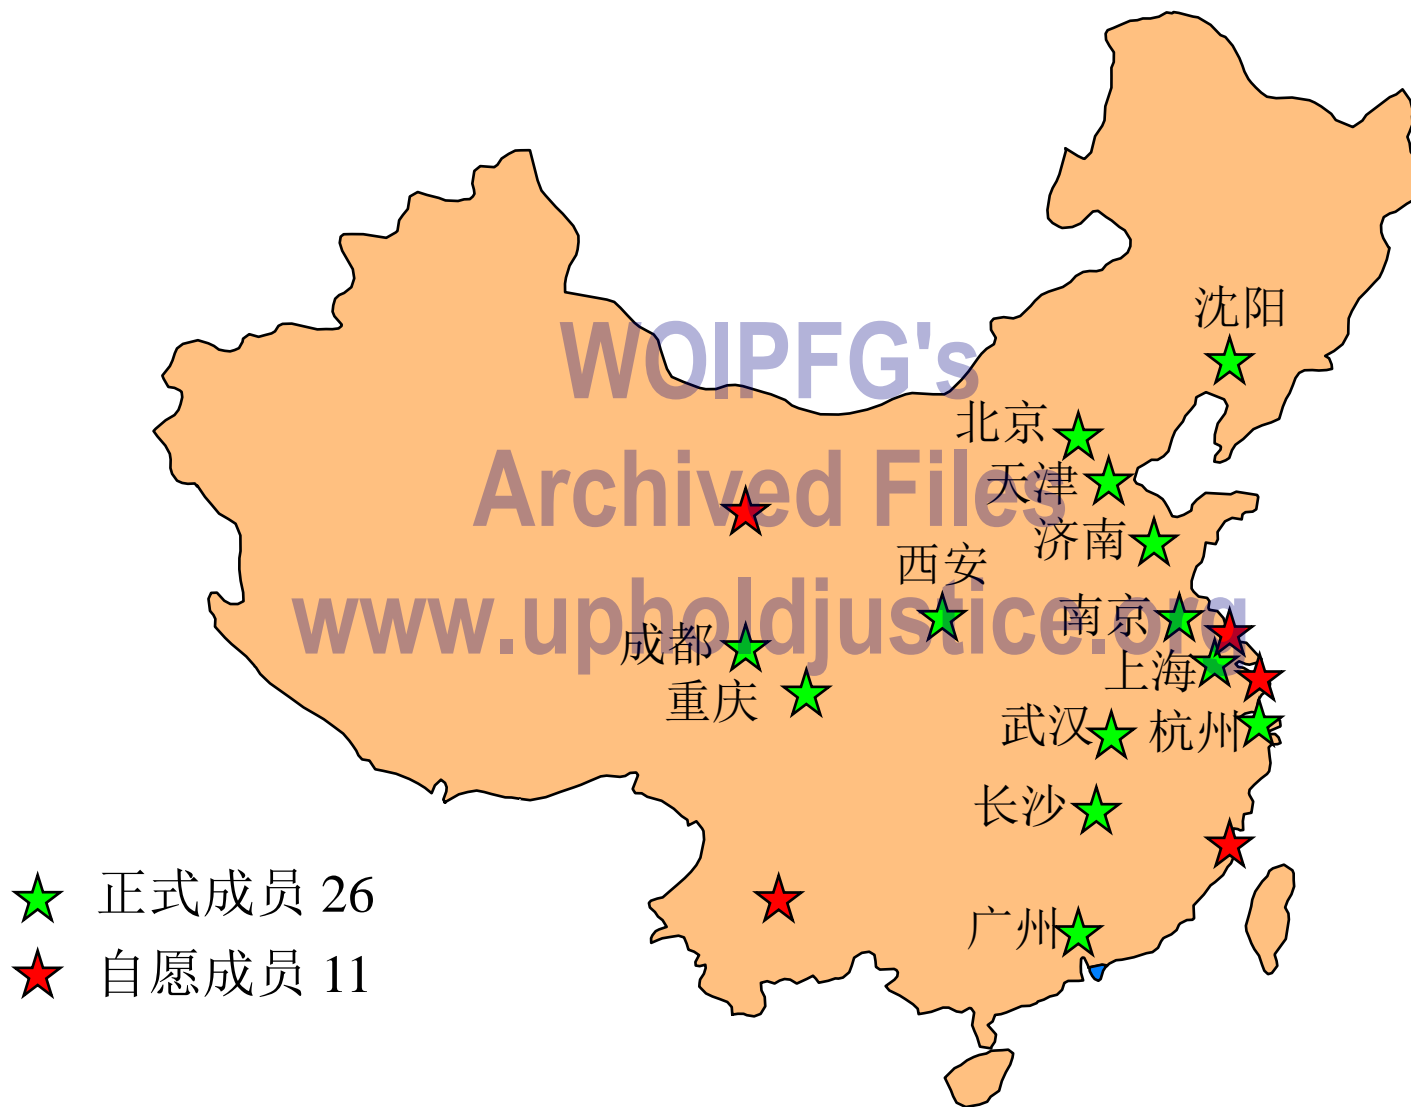 沈阳
WOIPFG's
北京
Archived Files
天津
济南
西安
www.upholdjustice.org
南京
成都
上海
重庆
武汉
杭州
长沙
正式成员 26
广州
自愿成员 11